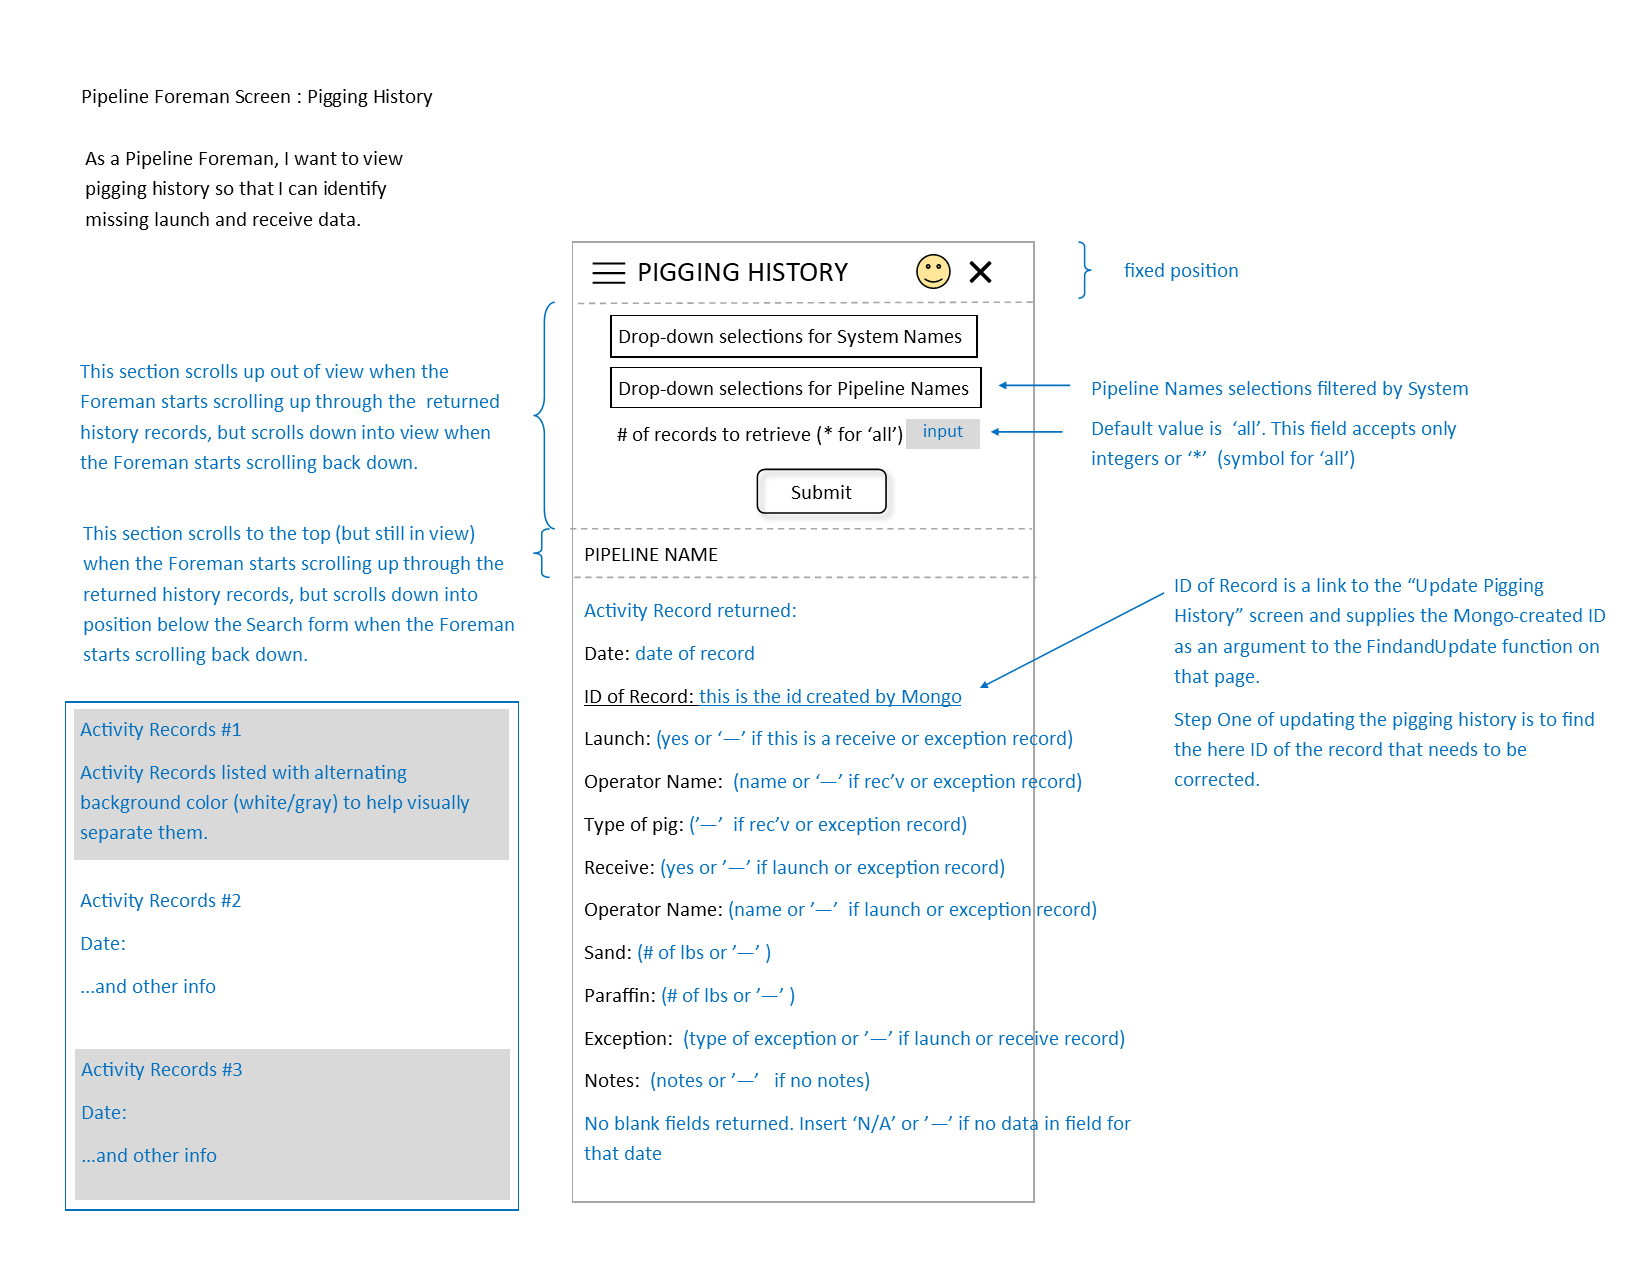 Pipeline Foreman Screen : Pigging History
As a Pipeline Foreman, I want to view
pigging history so that I can identify
missing launch and receive data.
PIGGING HISTORY
fixed position
Drop-down selections for System Names
Drop-down selections for Pipeline Names
Pipeline Names selections filtered by System
# of records to retrieve (* for ‘all’)
input
Default value is  ‘all’. This field accepts only
integers or ‘*’  (symbol for ‘all’)
Submit
This section scrolls up out of view when the
Foreman starts scrolling up through the  returned
history records, but scrolls down into view when
the Foreman starts scrolling back down.
This section scrolls to the top (but still in view)
when the Foreman starts scrolling up through the
returned history records, but scrolls down into
position below the Search form when the Foreman
starts scrolling back down.
PIPELINE NAME
Activity Record returned:
Date: date of record
ID of Record: this is the id created by Mongo
Launch: (yes or ‘—’ if this is a receive or exception record)
Operator Name:  (name or ‘—’ if rec’v or exception record)
Type of pig: (’—’  if rec’v or exception record)
Receive: (yes or ’—’ if launch or exception record)
Operator Name: (name or ’—’  if launch or exception record)
Sand: (# of lbs or ’—’ )
Paraffin: (# of lbs or ’—’ )
Exception:  (type of exception or ’—’ if launch or receive record)
Notes:  (notes or ’—’   if no notes)
No blank fields returned. Insert ‘N/A’ or ’—’ if no data in field for
that date
ID of Record is a link to the “Update Pigging
History” screen and supplies the Mongo-created ID
as an argument to the FindandUpdate function on
that page.
Step One of updating the pigging history is to find
the here ID of the record that needs to be
corrected.
Activity Records #1
Activity Records listed with alternating
background color (white/gray) to help visually
separate them.
Activity Records #2
Date:
...and other info
Activity Records #3
Date:
...and other info